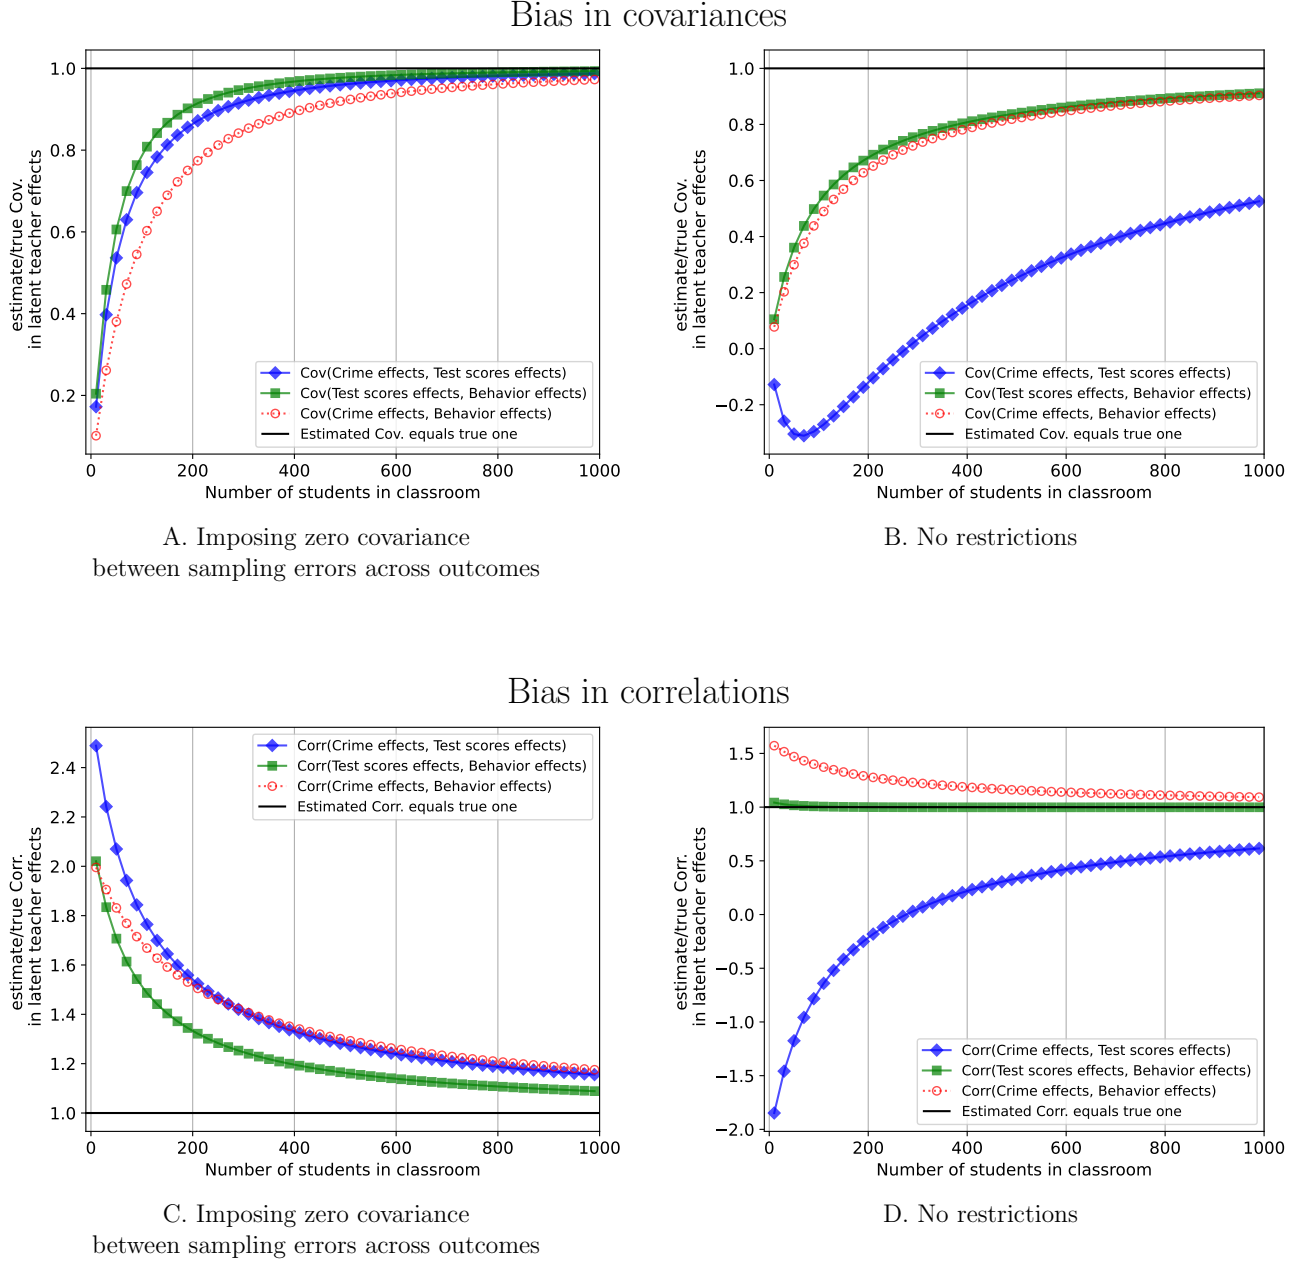 Bias in covariances
estimate/true Cov.
in latent teacher effects
1.0
0.8
0.6
0.4
0.2
0
200
400
600
800
1000
Cov(Crime effects, Test scores effects)
Cov(Test scores effects, Behavior effects)
Cov(Crime effects, Behavior effects)
Estimated Cov. equals true one
Number of students in classroom
A. Imposing zero covariance
between sampling errors across outcomes
estimate/true Cov.
in latent teacher effects
1.0
0.8
0.6
0.4
0.2
0.0
−0.2
0
200
400
600
800
1000
Cov(Crime effects, Test scores effects)
Cov(Test scores effects, Behavior effects)
Cov(Crime effects, Behavior effects)
Estimated Cov. equals true one
Number of students in classroom
B. No restrictions
Bias in correlations
estimate/true Corr.
in latent teacher effects
2.4
2.2
2.0
1.8
1.6
1.4
1.2
1.0
0
200
400
600
800
1000
Corr(Crime effects, Test scores effects)
Corr(Test scores effects, Behavior effects)
Corr(Crime effects, Behavior effects)
Estimated Corr. equals true one
Number of students in classroom
C. Imposing zero covariance
between sampling errors across outcomes
estimate/true Corr.
in latent teacher effects
1.5
1.0
0.5
0.0
−0.5
−1.0
−1.5
−2.0
0
200
400
600
800
1000
Corr(Crime effects, Test scores effects)
Corr(Test scores effects, Behavior effects)
Corr(Crime effects, Behavior effects)
Estimated Corr. equals true one
Number of students in classroom
D. No restrictions